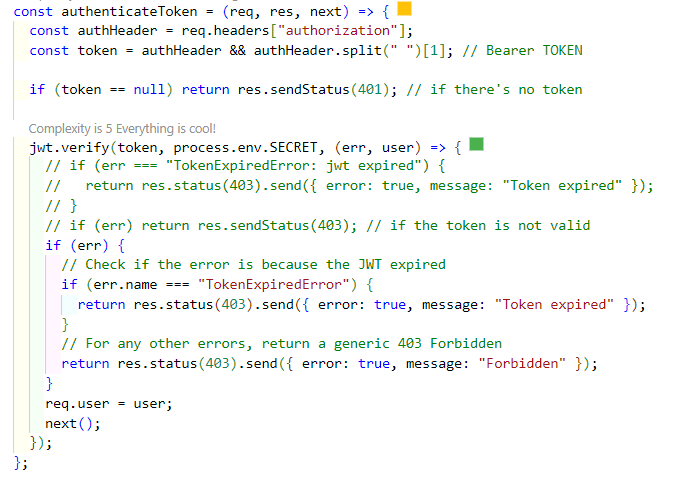 const authenticateToken = (req, res, next) => {
const authHeader = req.headers["authorization"];
const token = authHeader && authHeader.split(" ")[1]; // Bearer TOKEN
if (token == null) return res.sendStatus(401); // if there's no token
Complexity is 5 Everything is cool!
jwt.verify(token, process.env.SECRET, (err, user) => {
// if (err === "TokenExpiredError: jwt expired") {
//   return res.status(403).send({ error: true, message: "Token expired" });
// }
// if (err) return res.sendStatus(403); // if the token is not valid
if (err) {
// Check if the error is because the JWT expired
if (err.name === "TokenExpiredError") {
return res.status(403).send({ error: true, message: "Token expired" });
}
// For any other errors, return a generic 403 Forbidden
return res.status(403).send({ error: true, message: "Forbidden" });
}
req.user = user;
next();
});
};